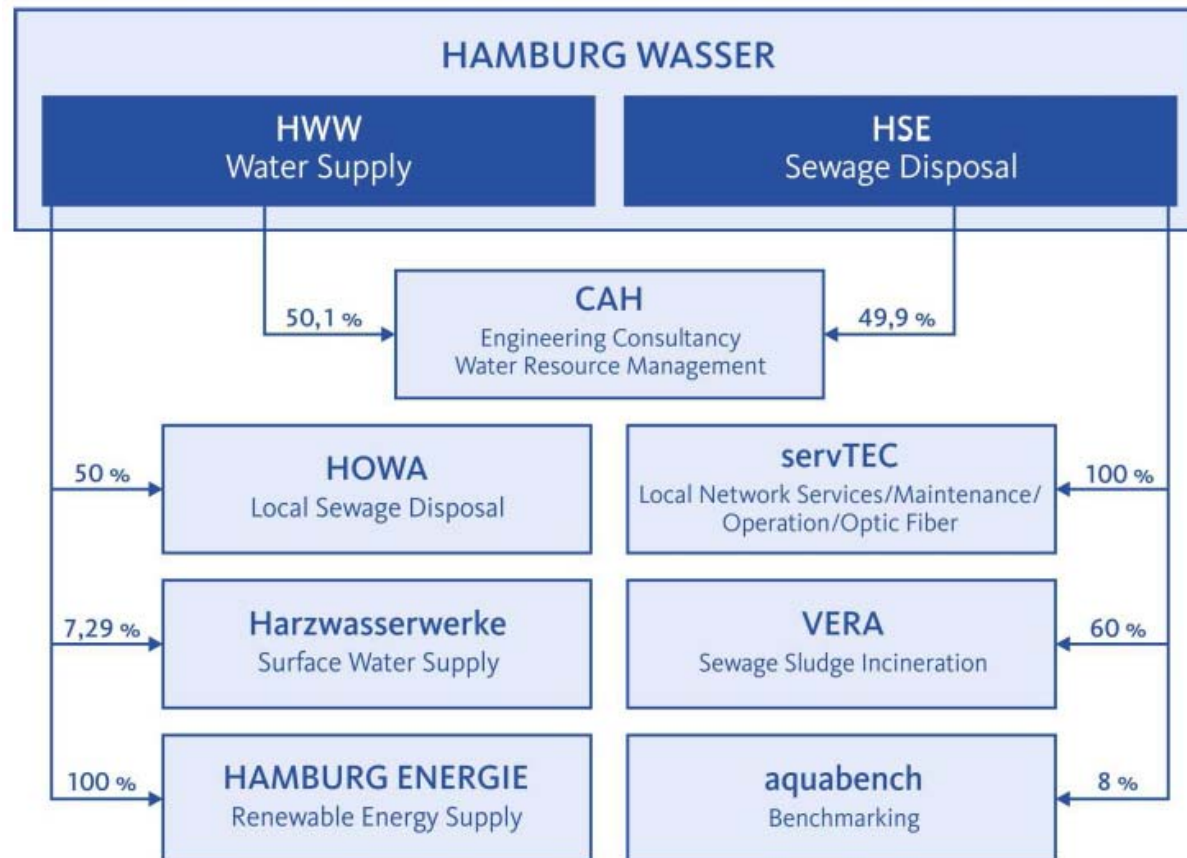 HAMBURG WASSER
HWW
Water Supply
HSE
Sewage Disposal
CAH
Engineering Consultancy
Water Resource Management
50,1 %
49,9 %
HOWA
Local Sewage Disposal
50 %
servTEC
Local Network Services/Maintenance/
Operation/Optic Fiber
100 %
Harzwasserwerke
Surface Water Supply
7,29 %
VERA
Sewage Sludge Incineration
60 %
HAMBURG ENERGIE
Renewable Energy Supply
100 %
aquabench
Benchmarking
8 %